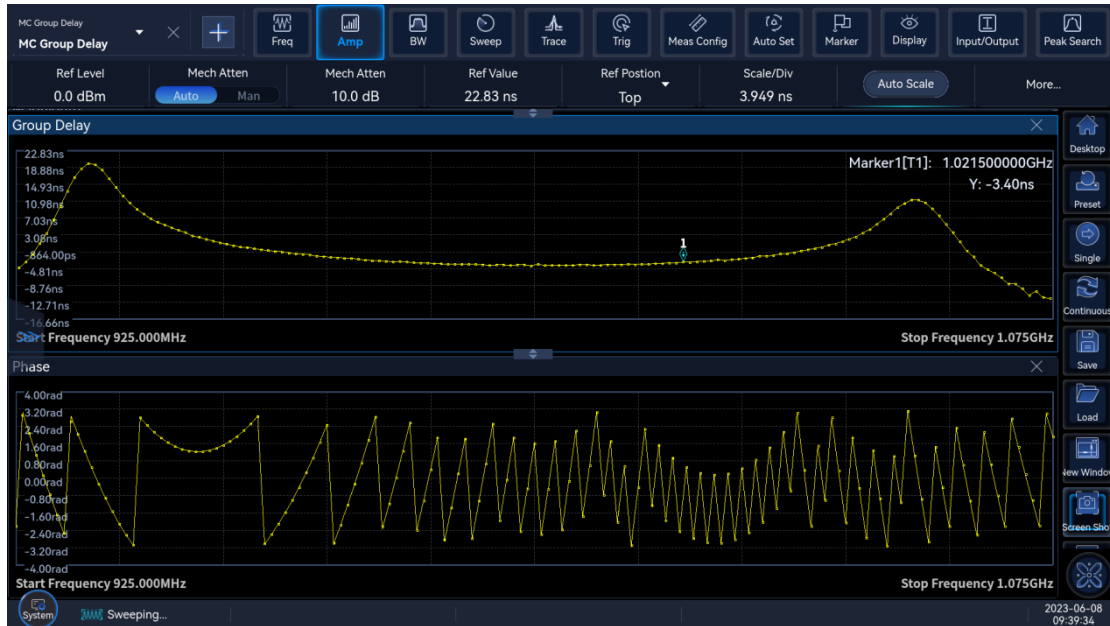 MC Group Delay
MC Group Delay
Freq
Amp
BW
Sweep
Trace
Trig
Meas Config
Auto Set
Marker
Display
Input/Output
Peak Search
Ref Level
0.0 dBm
Mech Atten
Auto Man
Mech Atten
10.0 dB
Ref Value
22.83 ns
Ref Postion
Top
Scale/Div
3.949 ns
Auto Scale
More...
Group Delay
22.83ns
18.88ns
14.93ns
10.98ns
7.03ns
3.08ns
-864.00ps
-4.81ns
-8.76ns
-12.71ns
-16.66ns
Marker1[T1]: 1.021500000GHz
Y: -3.40ns
1
Start Frequency 925.000MHz
Stop Frequency 1.075GHz
Phase
4.00rad
3.20rad
2.40rad
1.60rad
0.80rad
0.00rad
-0.80rad
-1.60rad
-2.40rad
-3.20rad
-4.00rad
Start Frequency 925.000MHz
Stop Frequency 1.075GHz
Desktop
Preset
Single
Continuous
Save
Load
New Window
Screen Sho
System
Sweeping...
2023-06-08
09:39:34